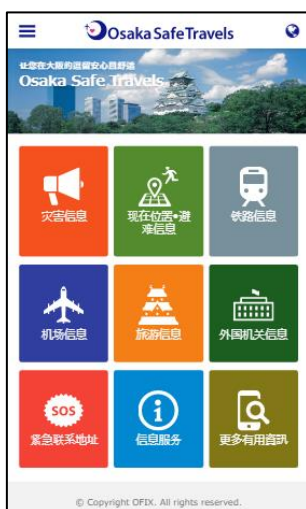 Osaka Safe Travels
让您在大阪的逗留安心且舒适
Osaka Safe Travels
灾害信息
现在位置•避
难信息
铁路信息
机场信息
旅游信息
外国机关信息
SOS
紧急联系地址
信息服务
更多有用資訊
© Copyright OFIX. All rights reserved.